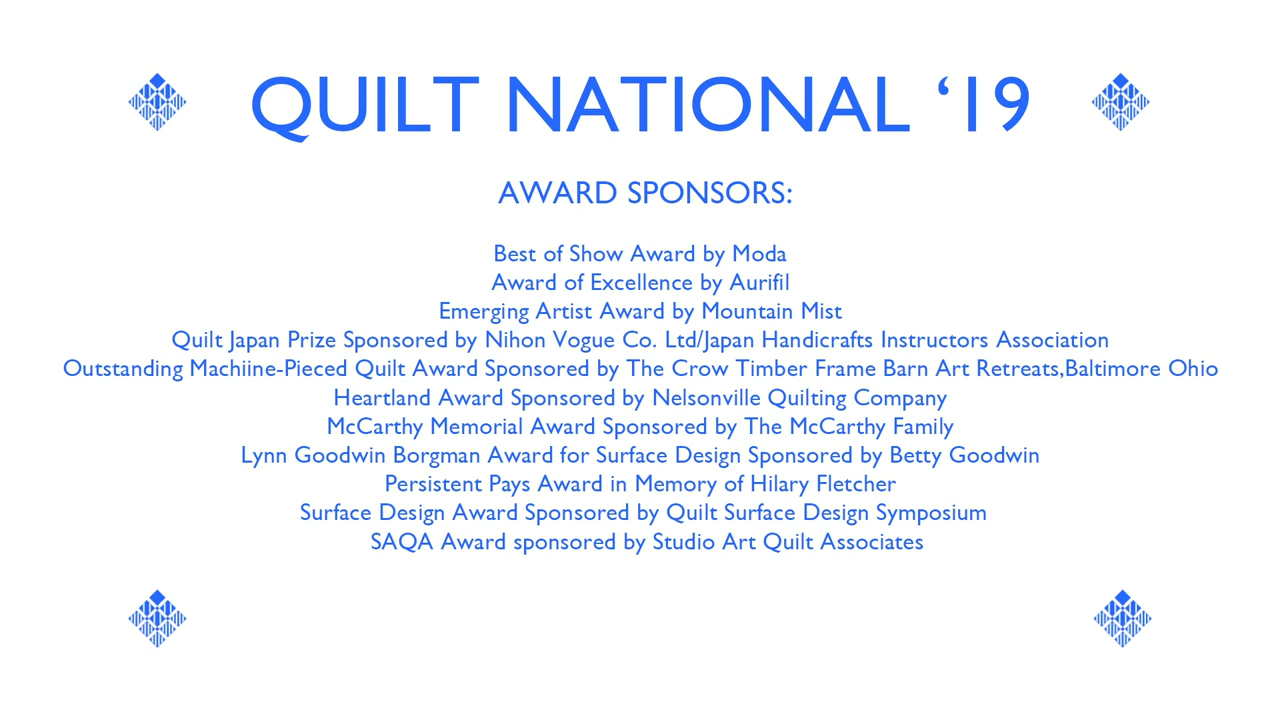 QUILT NATIONAL ‘19
AWARD SPONSORS:
Best of Show Award by Moda
Award of Excellence by Aurifil
Emerging Artist Award by Mountain Mist
Quilt Japan Prize Sponsored by Nihon Vogue Co. Ltd/Japan Handicrafts Instructors Association
Outstanding Machiine-Pieced Quilt Award Sponsored by The Crow Timber Frame Barn Art Retreats,Baltimore Ohio
Heartland Award Sponsored by Nelsonville Quilting Company
McCarthy Memorial Award Sponsored by The McCarthy Family
Lynn Goodwin Borgman Award for Surface Design Sponsored by Betty Goodwin
Persistent Pays Award in Memory of Hilary Fletcher
Surface Design Award Sponsored by Quilt Surface Design Symposium
SAQA Award sponsored by Studio Art Quilt Associates